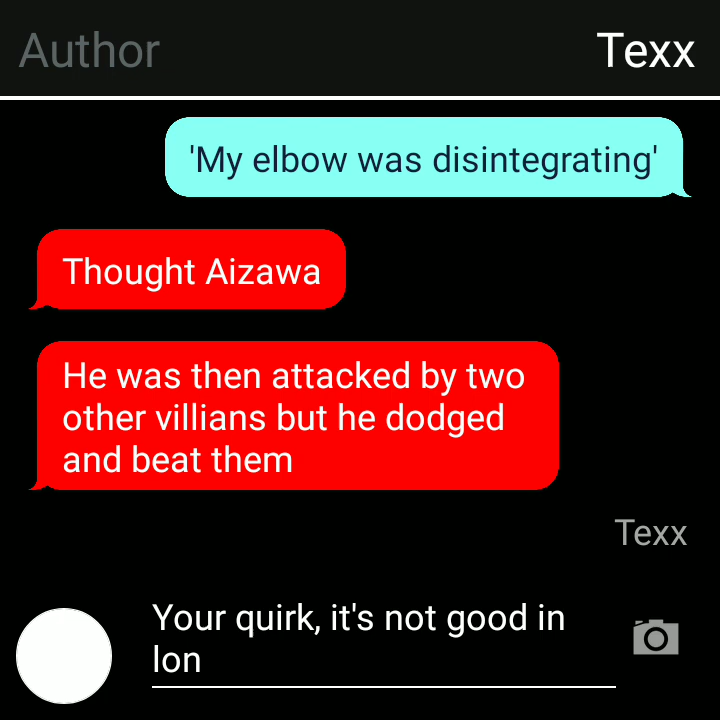 Author
Texx
'My elbow was disintegrating'
Thought Aizawa
He was then attacked by two
other villians but he dodged
and beat them
Texx
Your quirk, it's not good in
lon